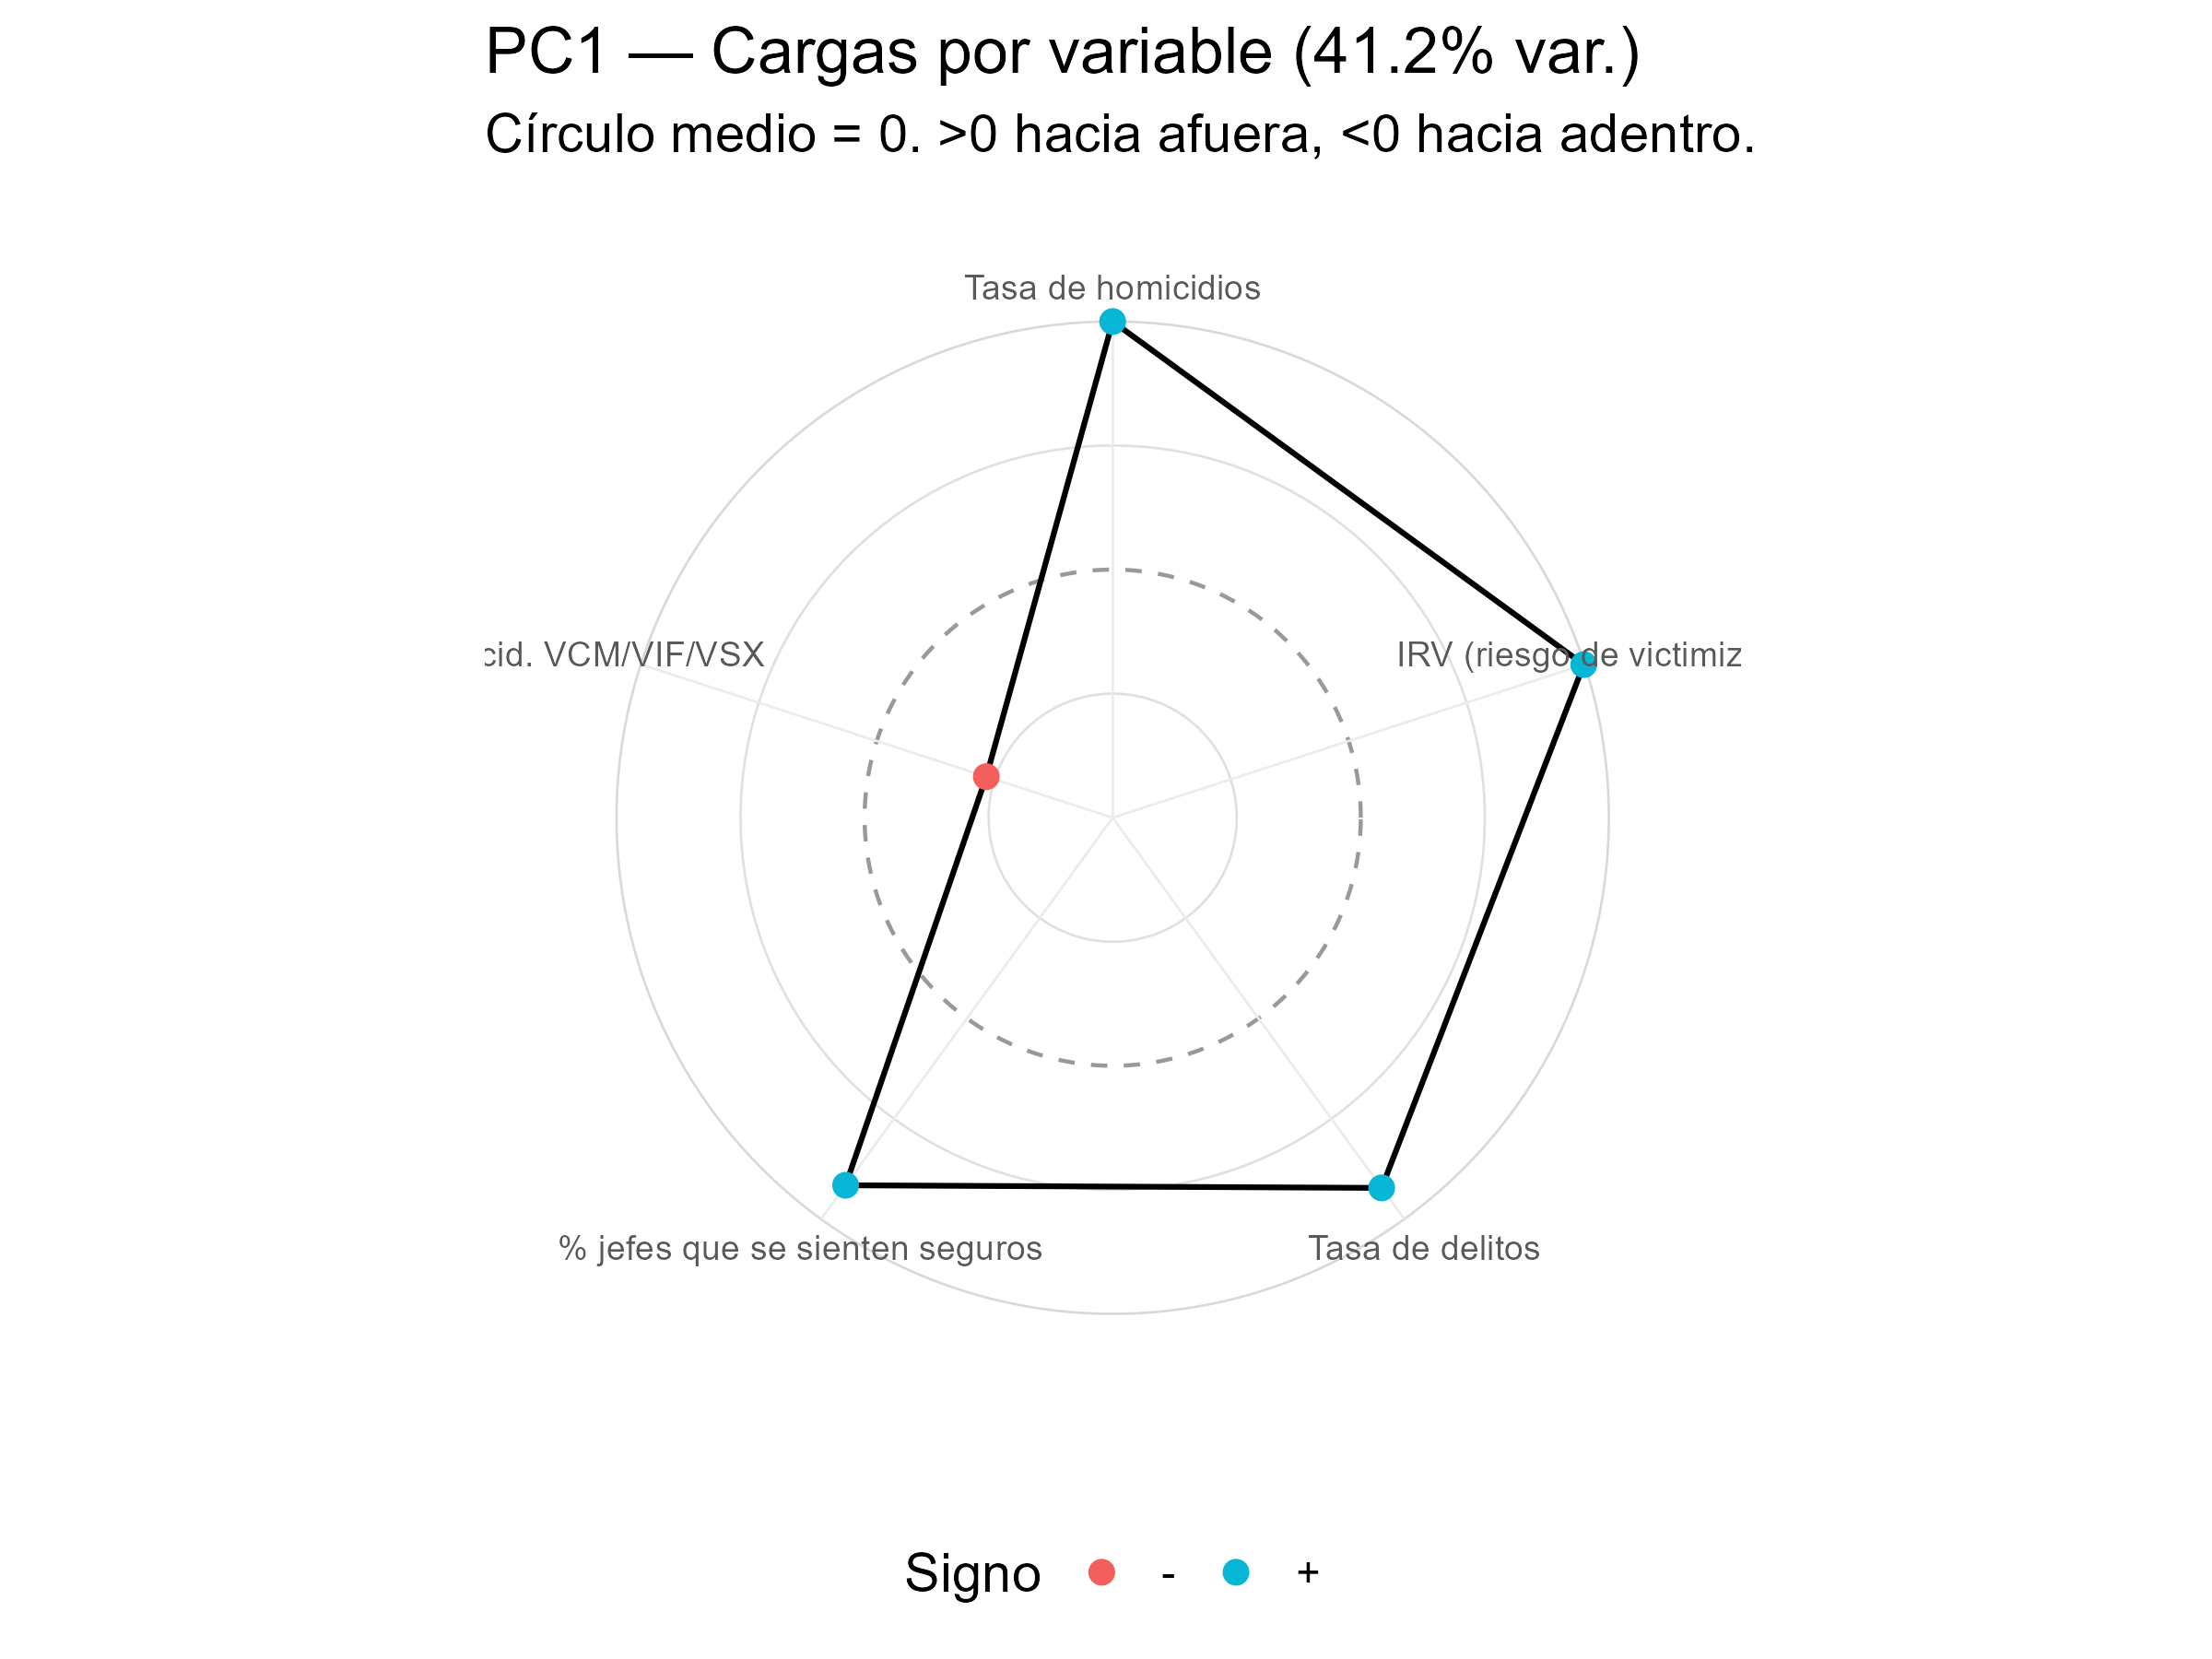 PC1 — Cargas por variable (41.2% var.)
Círculo medio = 0. >0 hacia afuera, <0 hacia adentro.
Tasa de homicidios
cid. VCM/VIF/VSX
IRV (riesgo de victimiz
% jefes que se sienten seguros
Tasa de delitos
Signo - +